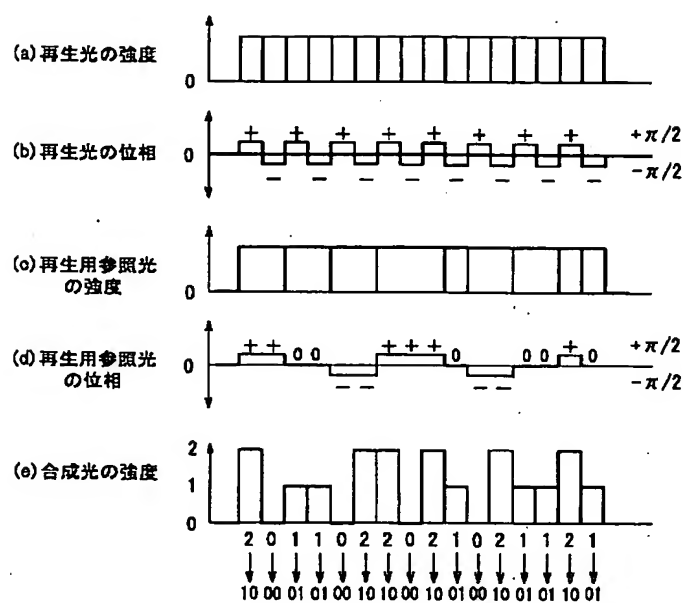 (a)再生光の強度
0
+ + + + + + + +
+π/2
(b)再生光の位相
0
-π/2
- - - - - - - -
(c)再生用参照光の強度
0
+ + 0 0 + + + 0 0 0 + 0
+π/2
(d)再生用参照光の位相
0
-π/2
- - - -
2
(e)合成光の強度
1
0
2 0 1 1 0 2 2 0 2 1 0 2 1 1 2 1
10 00 01 01 00 10 10 00 10 01 00 10 01 01 10 01